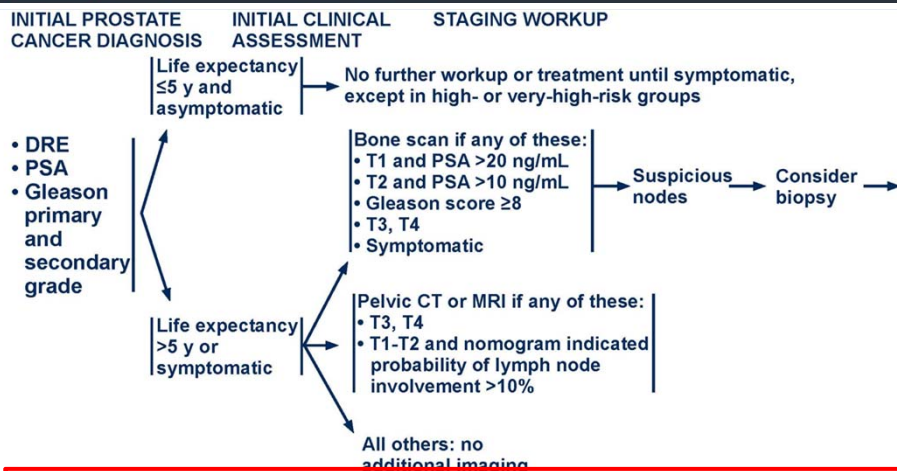 INITIAL PROSTATE
CANCER DIAGNOSIS
INITIAL CLINICAL
ASSESSMENT
STAGING WORKUP
• DRE
• PSA
• Gleason
primary
and
secondary
grade
Life expectancy
≤5 y and
asymptomatic
No further workup or treatment until symptomatic,
except in high- or very-high-risk groups
Life expectancy
>5 y or
symptomatic
Bone scan if any of these:
• T1 and PSA >20 ng/mL
• T2 and PSA >10 ng/mL
• Gleason score ≥8
• T3, T4
• Symptomatic
Suspicious
nodes
Consider
biopsy
Pelvic CT or MRI if any of these:
• T3, T4
• T1-T2 and nomogram indicated
probability of lymph node
involvement >10%
All others: no
additional imaging